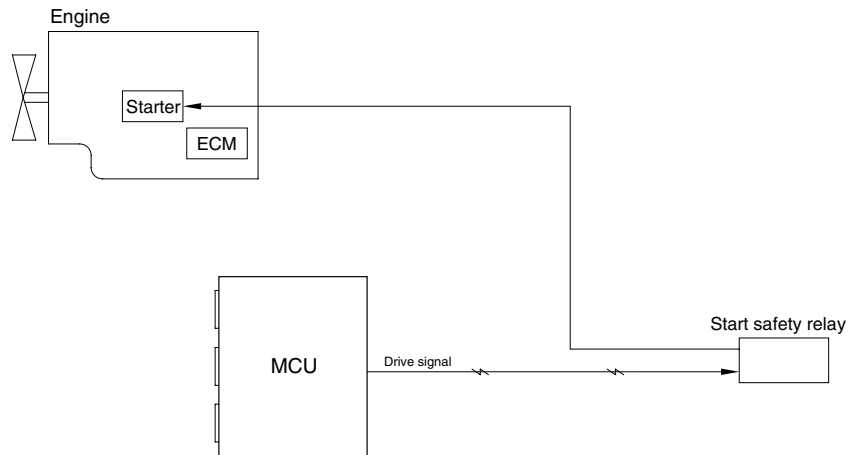 Engine
Starter
ECM
Start safety relay
MCU
Drive signal